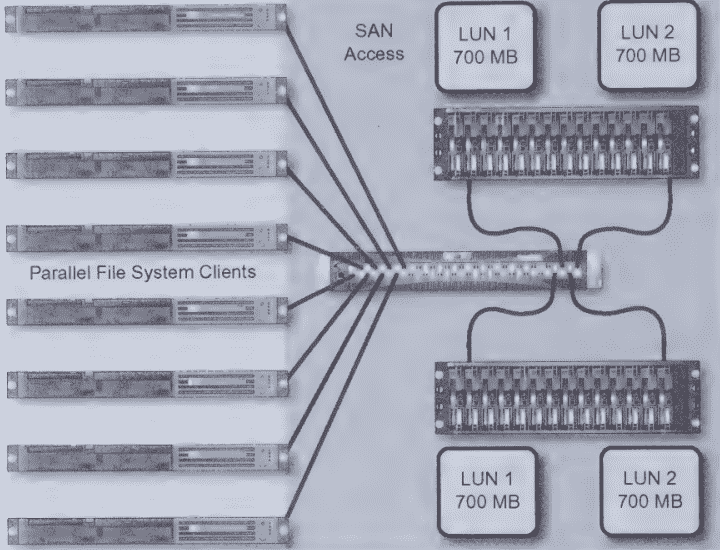 SAN
Access
LUN 1
700 MB
LUN 2
700 MB
Parallel File System Clients
LUN 1
700 MB
LUN 2
700 MB